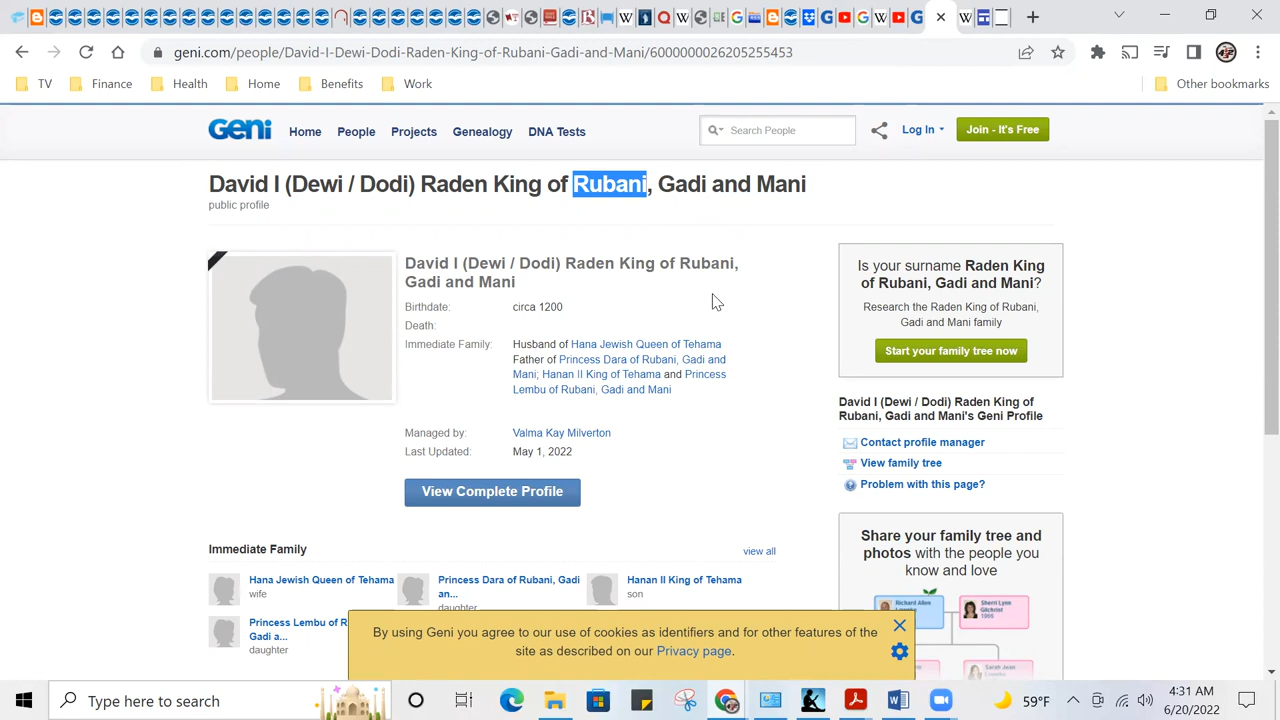 geni.com/people/David-I-Dewi-Dodi-Raden-King-of-Rubani-Gadi-and-Mani/6000000026205255453
TV Finance Health Home Benefits Work Other bookmarks
Geni Home People Projects Genealogy DNA Tests Search People Log In Join - It's Free
David I (Dewi / Dodi) Raden King of Rubani, Gadi and Mani
public profile
David I (Dewi / Dodi) Raden King of Rubani,
Gadi and Mani
Birthdate: circa 1200
Death:
Immediate Family: Husband of Hana Jewish Queen of Tehama
Father of Princess Dara of Rubani, Gadi and
Mani; Hanan II King of Tehama and Princess
Lembu of Rubani, Gadi and Mani
Managed by: Valma Kay Milverton
Last Updated: May 1, 2022
View Complete Profile
Is your surname Raden King
of Rubani, Gadi and Mani?
Research the Raden King of Rubani,
Gadi and Mani family
Start your family tree now
David I (Dewi / Dodi) Raden King of
Rubani, Gadi and Mani's Geni Profile
Contact profile manager
View family tree
Problem with this page?
Share your family tree and
photos with the people you
know and love
Richard Allen
Sherri Lynn
Gilchrist
Immediate Family view all
Hana Jewish Queen of Tehama
wife
Princess Dara of Rubani, Gadi
an...
daughter
Hanan II King of Tehama
son
Princess Lembu of R
Gadi a...
daughter
By using Geni you agree to our use of cookies as identifiers and for other features of the
site as described on our Privacy page.
Type here to search
59°F
4:31 AM
6/20/2022